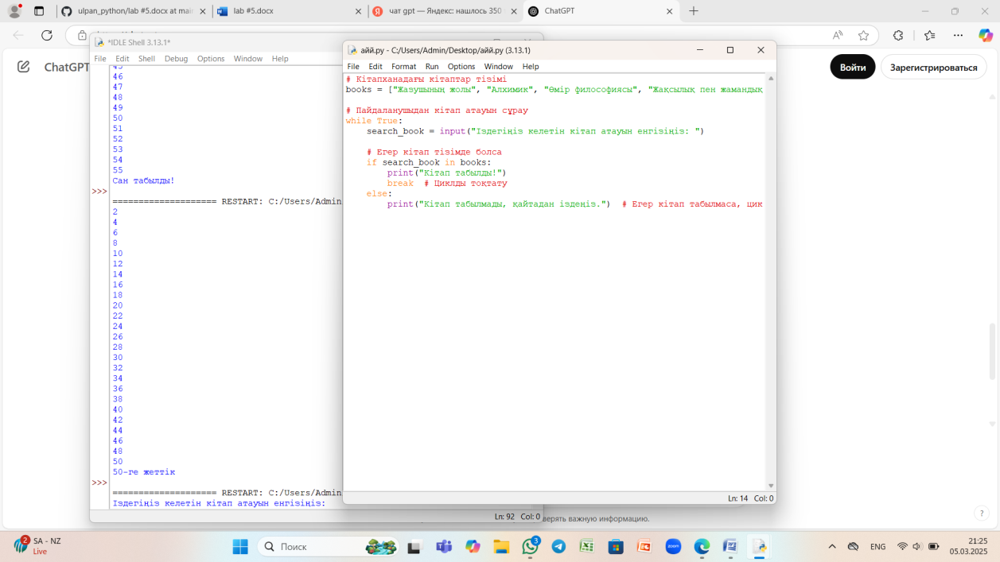 ulpan_python/lab #5.docx at mai
lab #5.docx
чат gpt — Яндекс: нашлось 350
ChatGPT
ChatGPT
Войти
Зарегистрироваться
*IDLE Shell 3.13.1*
File Edit Shell Debug Options Window Help
45
46
47
48
49
50
51
52
53
54
55
Сан табылды!
>>>
==================== RESTART: C:/Users/Admin
2
4
6
8
10
12
14
16
18
20
22
24
26
28
30
32
34
36
38
40
42
44
46
48
50
50-ге жеттік
>>>
==================== RESTART: C:/Users/Admin
Іздегіңіз келетін кітап атауын енгізіңіз:
Ln: 92 Col: 0
айй.py - C:/Users/Admin/Desktop/айй.py (3.13.1)
File Edit Format Run Options Window Help
# Кітапханадағы кітаптар тізімі
books = ["Жазушының жолы", "Алхимик", "Өмір философиясы", "Жақсылық пен жамандық
# Пайдаланушыдан кітап атауын сұрау
while True:
    search_book = input("Іздегіңіз келетін кітап атауын енгізіңіз: ")
    # Егер кітап тізімде болса
    if search_book in books:
        print("Кітап табылды!")
        break  # Циклды тоқтату
    else:
        print("Кітап табылмады, қайтадан іздеңіз.")  # Егер кітап табылмаса, цик
Ln: 14 Col: 0
верять важную информацию.
?
2
SA - NZ
Live
Поиск
3
zoom
ENG
21:25
05.03.2025